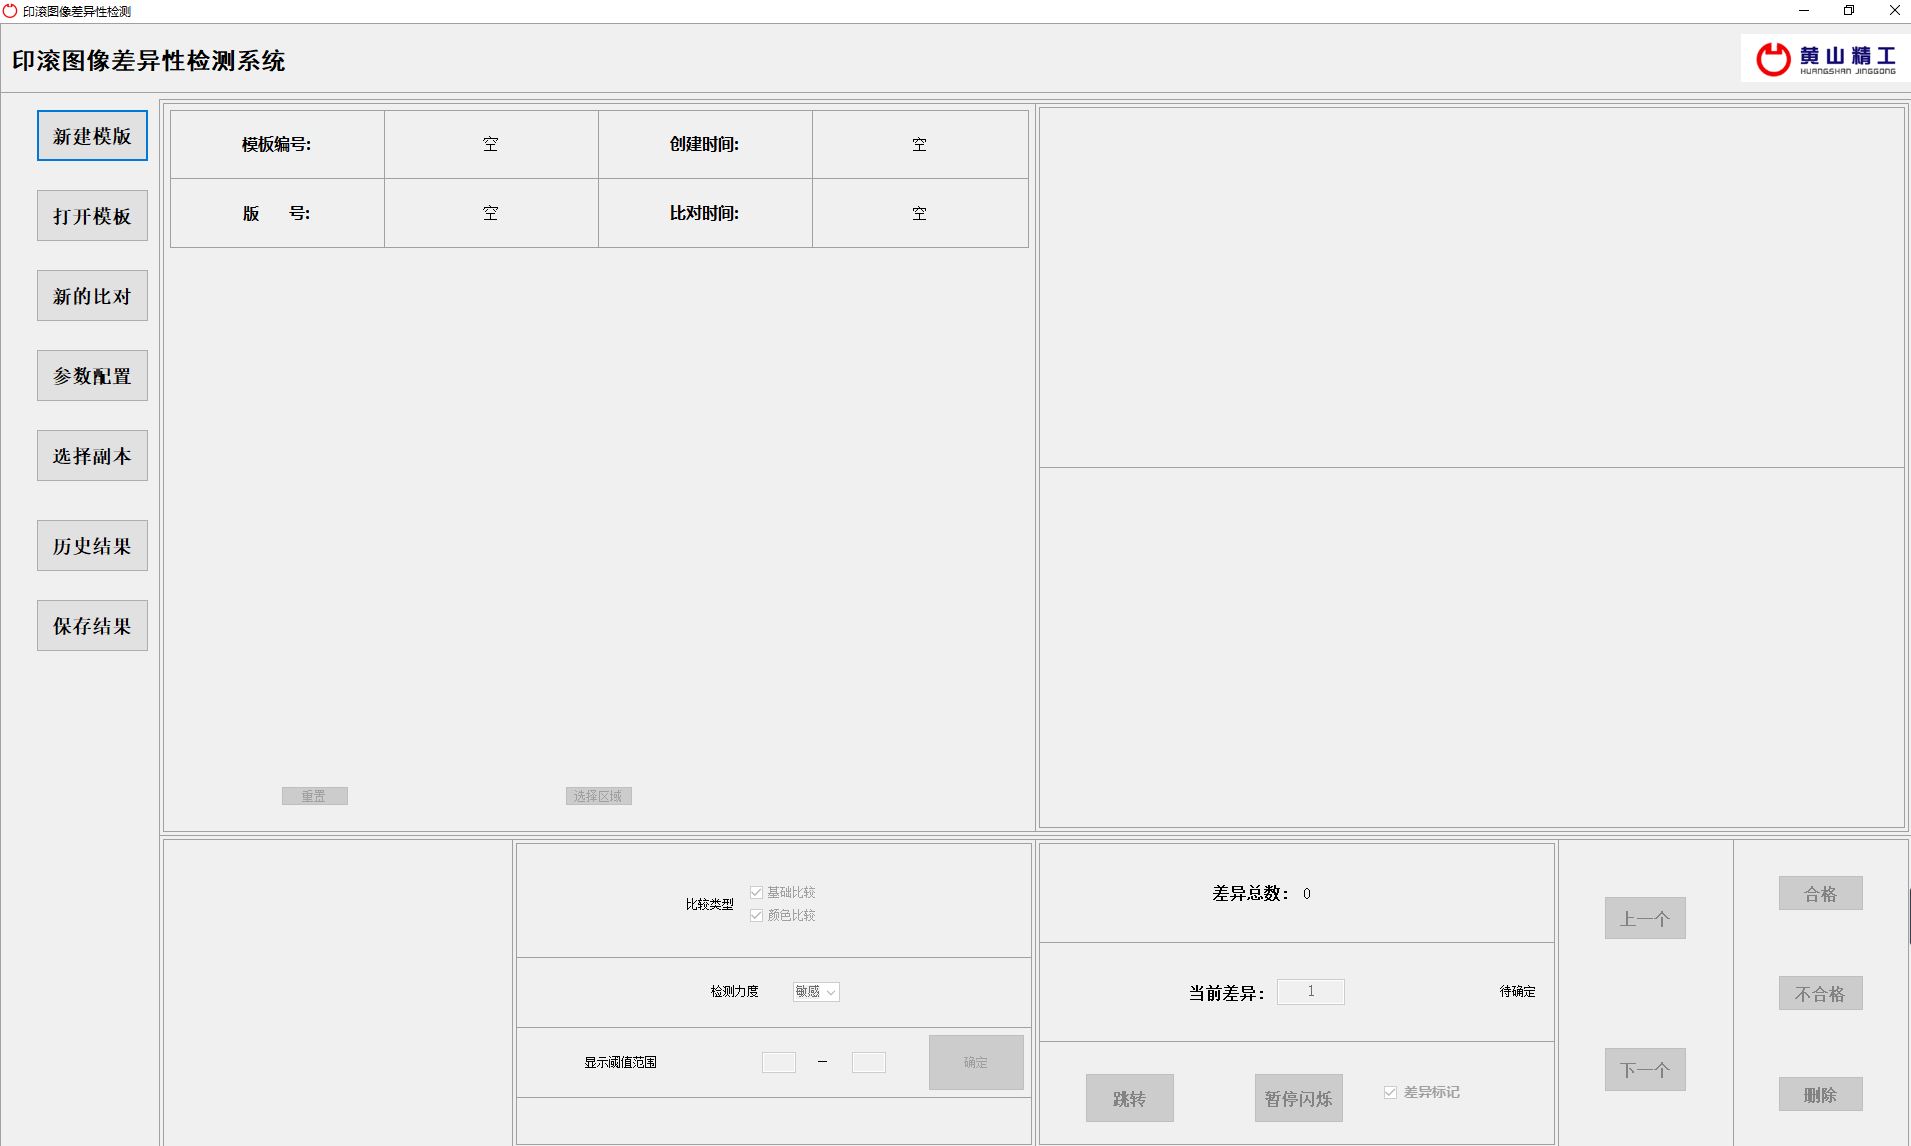 印滚图像差异性检测
印滚图像差异性检测系统
黄山精工
HUANGSHAN JINGGONG
新建模版
打开模板
新的比对
参数配置
选择副本
历史结果
保存结果
模板编号: 空 创建时间: 空
版 号: 空 比对时间: 空
重置 选择区域
比较类型
基础比较
颜色比较
检测力度 敏感
显示阈值范围 — 确定
差异总数: 0
当前差异: 1 待确定
跳转 暂停闪烁 差异标记
上一个
下一个
合格
不合格
删除